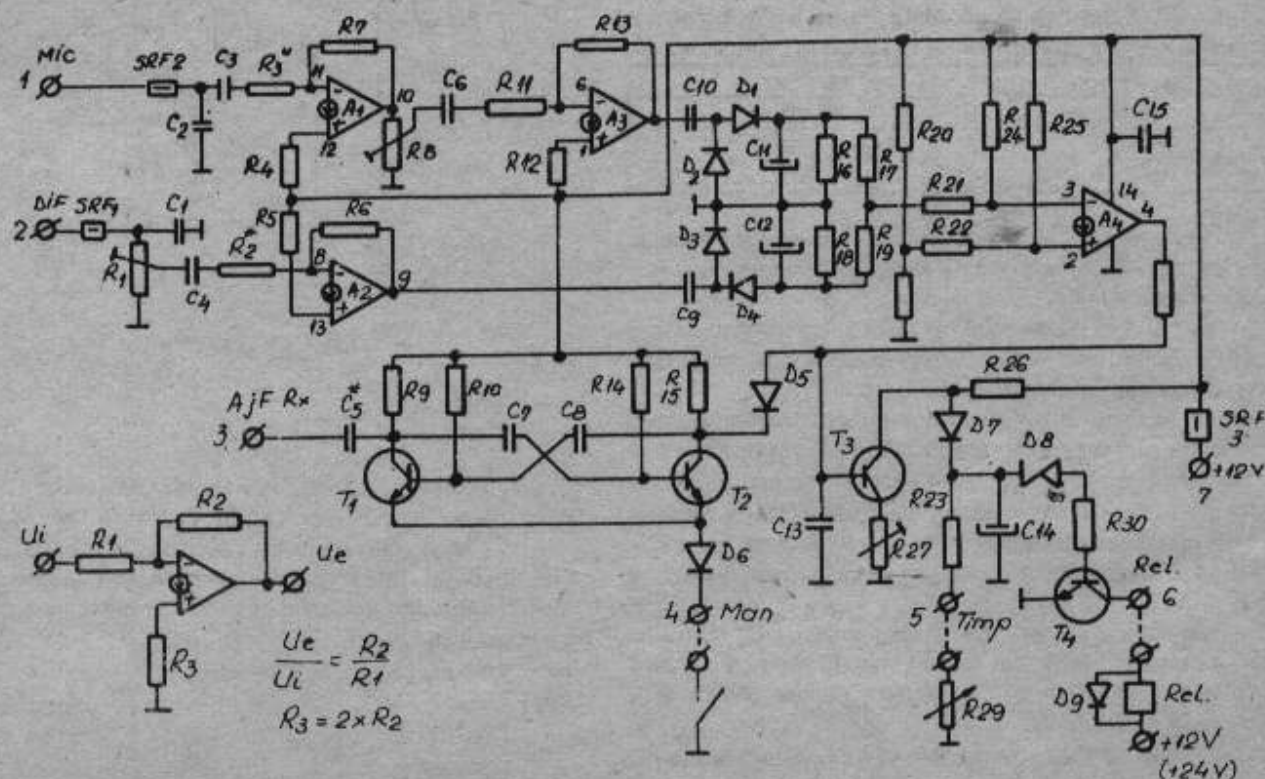 Mic
1
SRF2
C3
R3*
R7
11
A1
10
12
C2
R4
R8
C6
R11
R13
6
A3
1
R12
C10
D1
D2
C11
R16
R17
D3
C12
R18
R19
C9
D4
R20
R24
R25
C15
R21
R22
3
14
A4
4
2
DiF
2
SRF1
C1
R1
C4
R2*
R5
R6
8
A2
9
13
AjF Rx
3
C5*
R9
R10
C7
C8
R14
R15
D5
T1
T2
D6
4
Man
T3
C13
R27
R26
D7
D8
R23
C14
R30
SRF
3
+12V
7
5
Timp
R29
T4
Rel.
6
D9
Rel.
+12V
(+24V)
Ui
R1
R2
Ue
R3
Ue/Ui = R2/R1
R3 = 2×R2